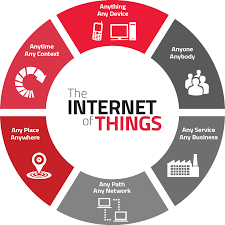 Anything
Any Device
Anyone
Anybody
Any Service
Any Business
Any Path
Any Network
Any Place
Anywhere
Anytime
Any Context
The
INTERNET
of THINGS